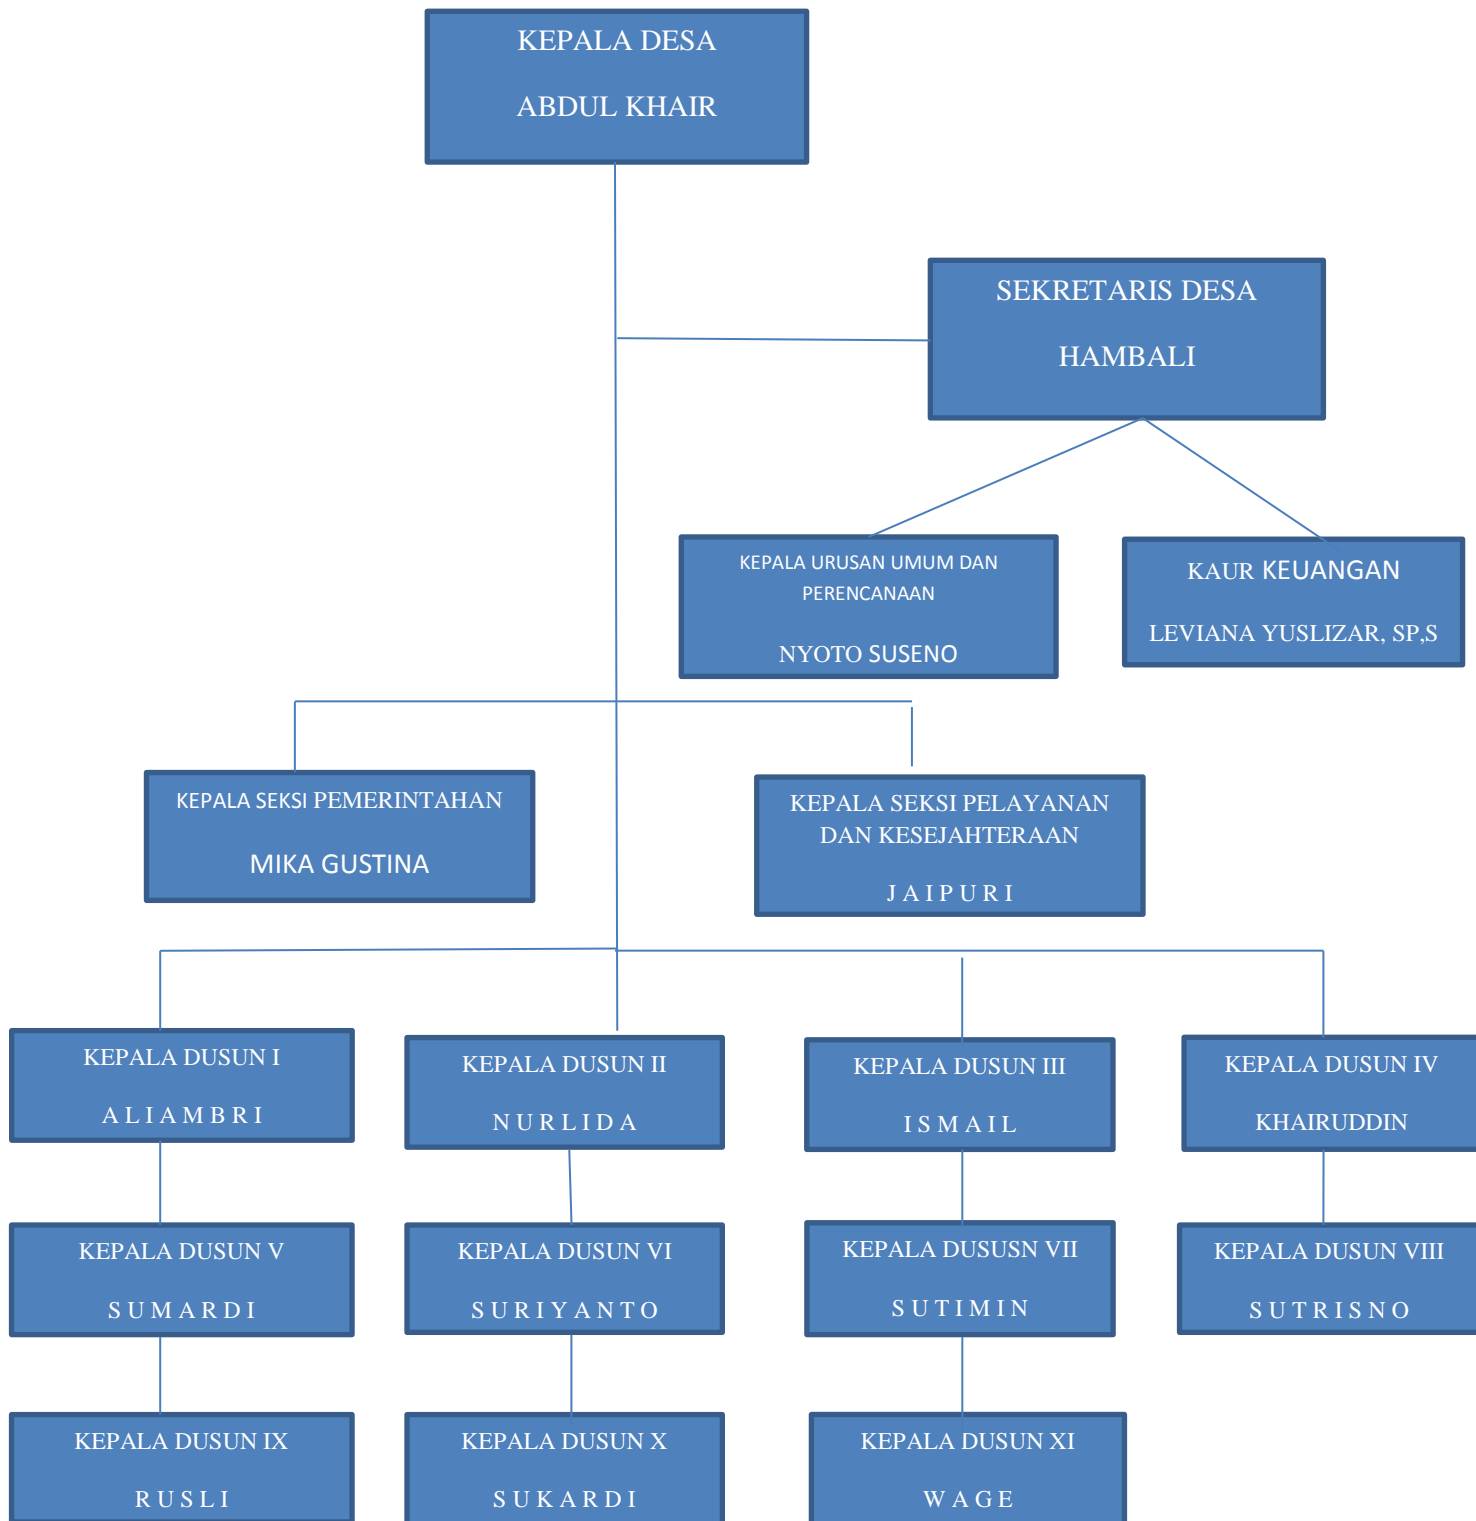 KEPALA DESA
ABDUL KHAIR
SEKRETARIS DESA
HAMBALI
KEPALA URUSAN UMUM DAN
PERENCANAAN
NYOTO SUSENO
KAUR KEUANGAN
LEVIANA YUSLIZAR, SP,S
KEPALA SEKSI PEMERINTAHAN
MIKA GUSTINA
KEPALA SEKSI PELAYANAN
DAN KESEJAHTERAAN
J A I P U R I
KEPALA DUSUN I
A L I A M B R I
KEPALA DUSUN II
N U R L I D A
KEPALA DUSUN III
I S M A I L
KEPALA DUSUN IV
KHAIRUDDIN
KEPALA DUSUN V
S U M A R D I
KEPALA DUSUN VI
S U R I Y A N T O
KEPALA DUSUSN VII
S U T I M I N
KEPALA DUSUN VIII
S U T R I S N O
KEPALA DUSUN IX
R U S L I
KEPALA DUSUN X
S U K A R D I
KEPALA DUSUN XI
W A G E